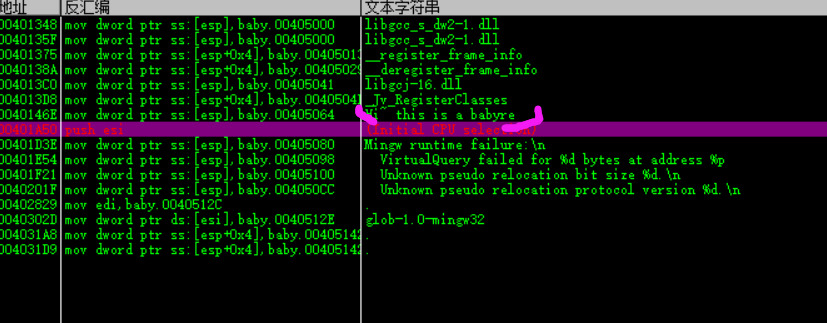 地址 反汇编 文本字符串
00401348 mov dword ptr ss:[esp],baby.00405000 libgcc_s_dw2-1.dll
0040135F mov dword ptr ss:[esp],baby.00405000 libgcc_s_dw2-1.dll
00401375 mov dword ptr ss:[esp+0x4],baby.00405013 __register_frame_info
0040138A mov dword ptr ss:[esp+0x4],baby.00405029 __deregister_frame_info
004013C0 mov dword ptr ss:[esp],baby.00405041 libgcj-16.dll
004013D8 mov dword ptr ss:[esp+0x4],baby.0040504 _Jv_RegisterClasses
0040146E mov dword ptr ss:[esp],baby.00405064 Hi~ this is a babyre
00401A50 push esi (Initial CPU selection)
00401D3E mov dword ptr ss:[esp],baby.00405080 Mingw runtime failure:\n
00401E54 mov dword ptr ss:[esp],baby.00405098 VirtualQuery failed for %d bytes at address %p
00401F21 mov dword ptr ss:[esp],baby.00405100 Unknown pseudo relocation bit size %d.\n
0040201F mov dword ptr ss:[esp],baby.004050CC Unknown pseudo relocation protocol version %d.\n
00402829 mov edi,baby.0040512C .
0040302D mov dword ptr ds:[esi],baby.0040512E glob-1.0-mingw32
004031A8 mov dword ptr ss:[esp+0x4],baby.00405142 .
004031D9 mov dword ptr ss:[esp+0x4],baby.00405142 .